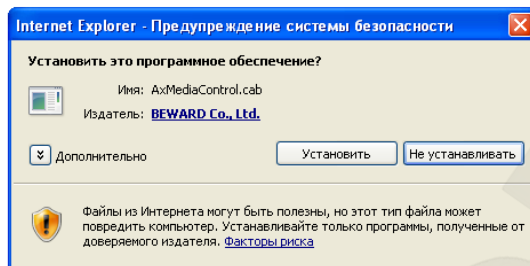 Internet Explorer - Предупреждение системы безопасности
Установить это программное обеспечение?
Имя: AxMediaControl.cab
Издатель: BEWARD Co., Ltd.
Дополнительно
Установить
Не устанавливать
Файлы из Интернета могут быть полезны, но этот тип файла может
повредить компьютер. Устанавливайте только программы, полученные от
доверяемого издателя. Факторы риска